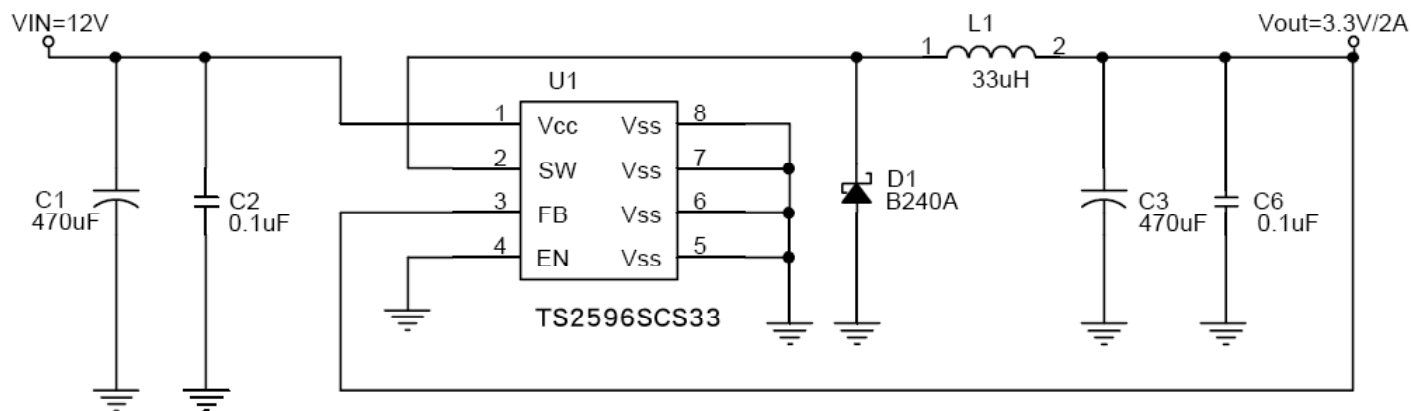 VIN=12V
Vout=3.3V/2A
L1
1 2
33uH
U1
1 Vcc Vss 8
2 SW Vss 7
3 FB Vss 6
4 EN Vss 5
TS2596SCS33
C1
470uF
C2
0.1uF
D1
B240A
C3
470uF
C6
0.1uF